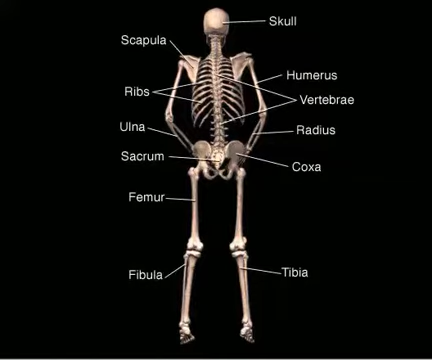 Skull
Scapula
Humerus
Ribs
Vertebrae
Ulna
Radius
Sacrum
Coxa
Femur
Fibula
Tibia